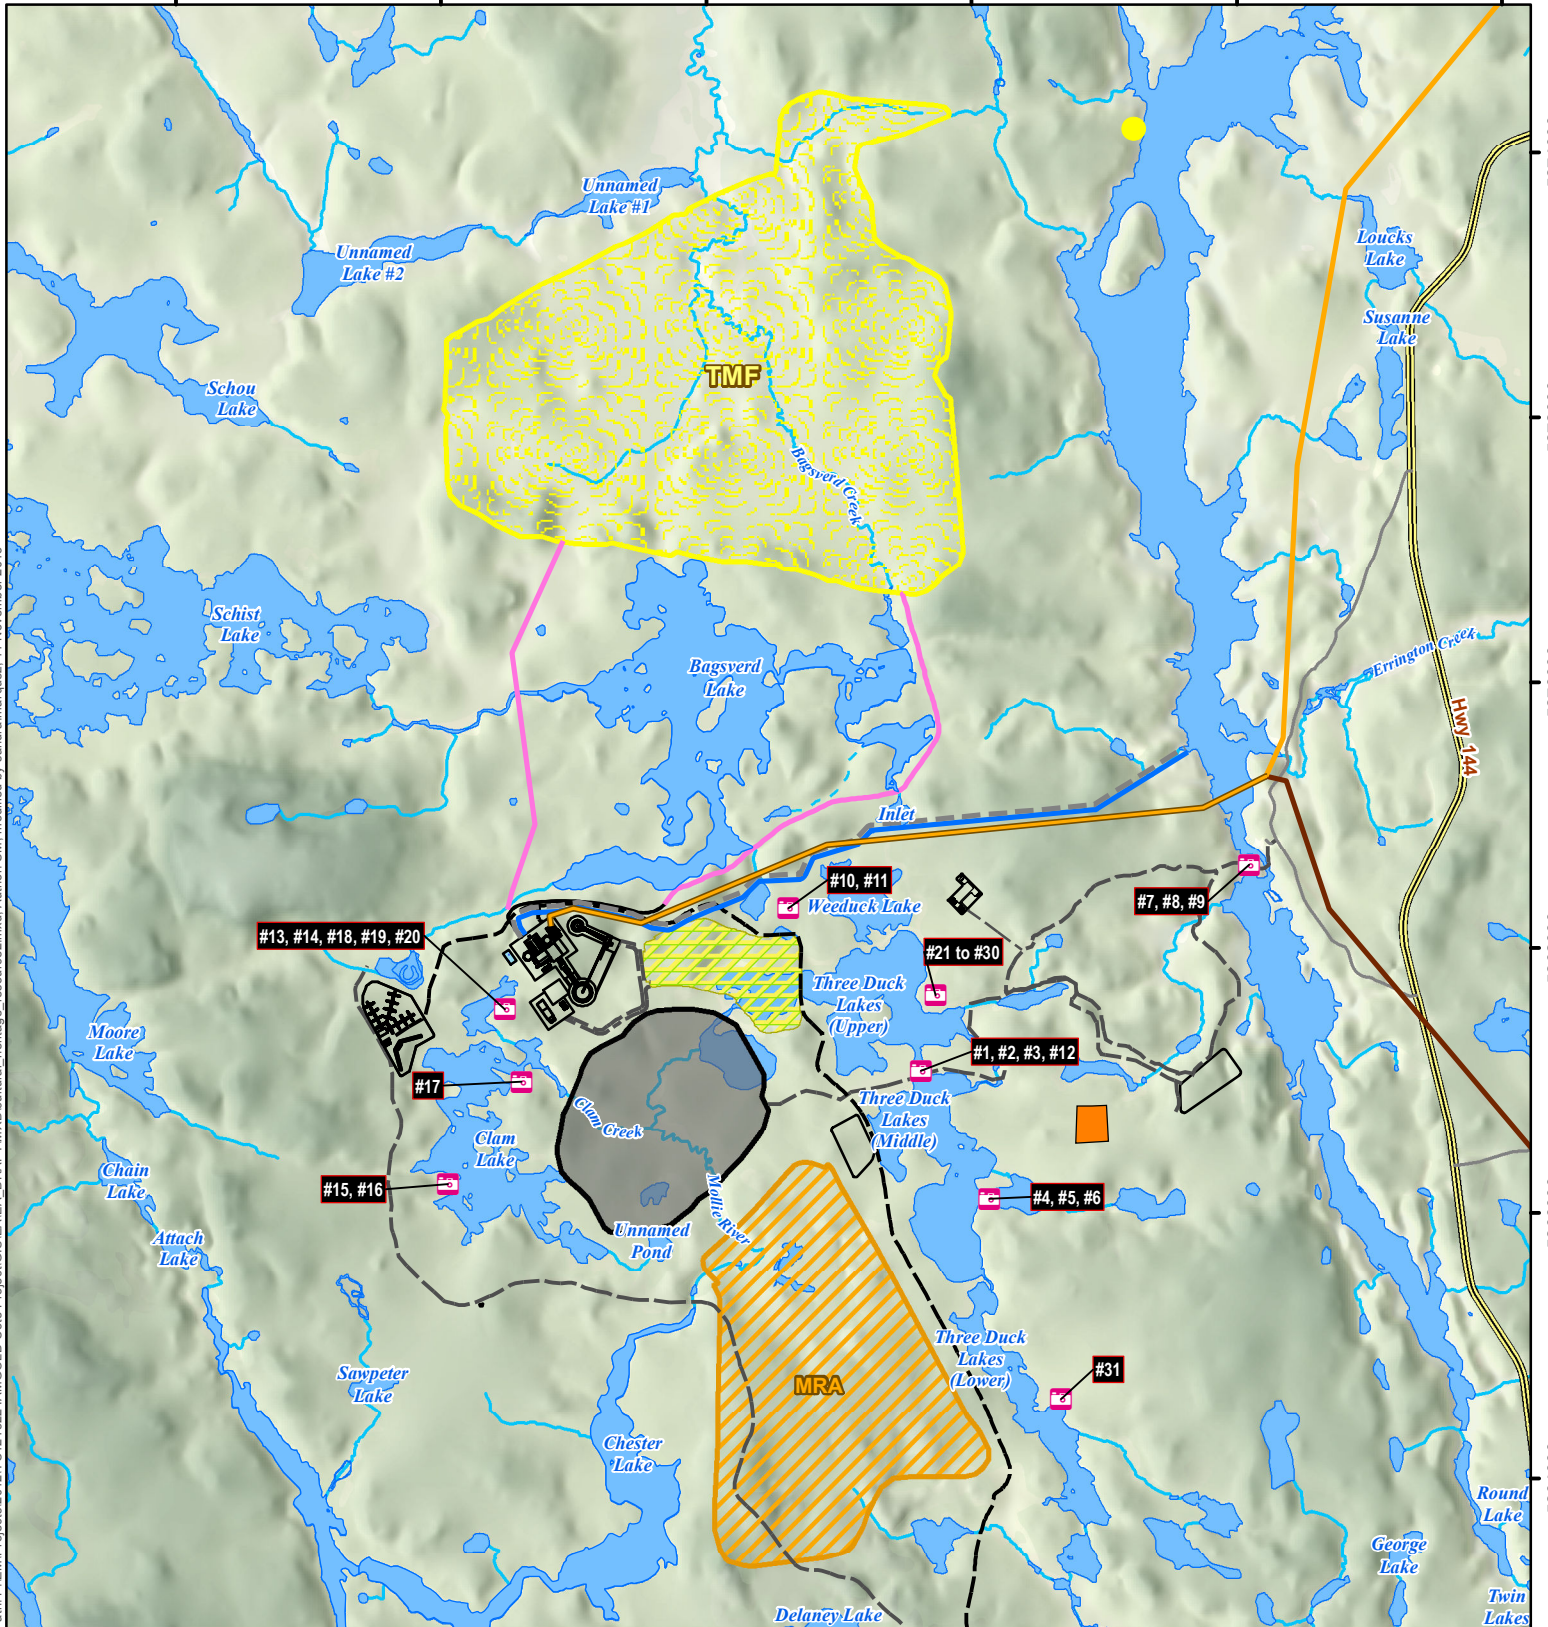 Unnamed
Lake #1
Unnamed
Lake #2
Loucks
Lake
Susanne
Lake
TMF
Schou
Lake
Bagsverd Creek
Schist
Lake
Errington Creek
Bagsverd
Lake
Hwy 144
Inlet
#10, #11
Weeduck Lake
#7, #8, #9
#13, #14, #18, #19, #20
#21 to #30
Three Duck
Lakes
(Upper)
Moore
Lake
#1, #2, #3, #12
#17
Clam Creek
Three Duck
Lakes
(Middle)
Clam
Lake
Chain
Lake
#15, #16
#4, #5, #6
Mollie River
Unnamed
Pond
Attach
Lake
Three Duck
Lakes
(Lower)
#31
Sawpeter
Lake
MRA
Chester
Lake
Round
Lake
George
Lake
Twin
Lakes
Delaney Lake